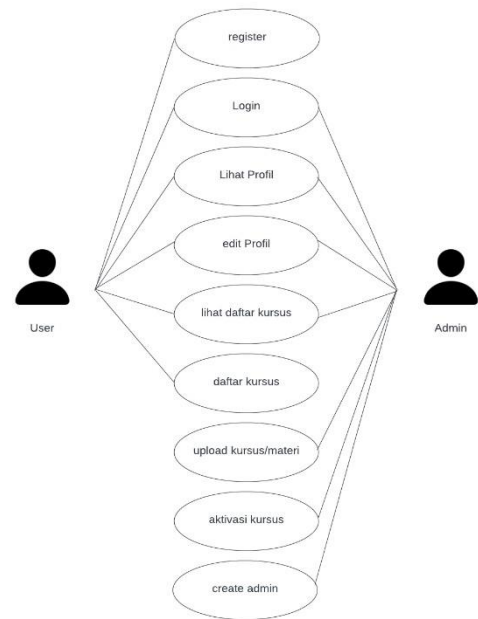 register
Login
Lihat Profil
edit Profil
lihat daftar kursus
User
Admin
daftar kursus
upload kursus/materi
aktivasi kursus
create admin